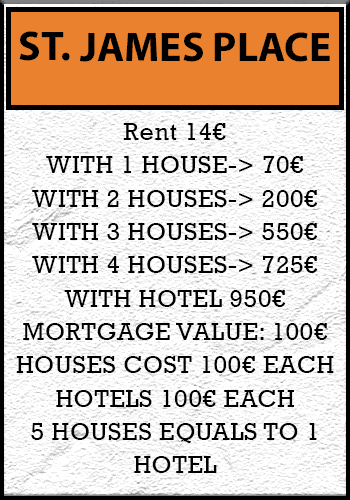 ST. JAMES PLACE
Rent 14€
WITH 1 HOUSE-> 70€
WITH 2 HOUSES-> 200€
WITH 3 HOUSES-> 550€
WITH 4 HOUSES-> 725€
WITH HOTEL 950€
MORTGAGE VALUE: 100€
HOUSES COST 100€ EACH
HOTELS 100€ EACH
5 HOUSES EQUALS TO 1
HOTEL